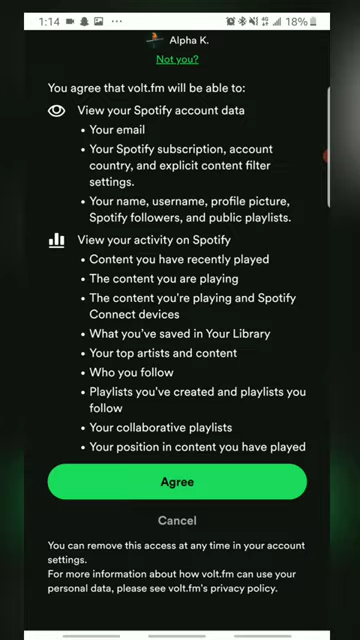 1:14
18%
Alpha K.
Not you?
You agree that volt.fm will be able to:
View your Spotify account data
• Your email
• Your Spotify subscription, account
country, and explicit content filter
settings.
• Your name, username, profile picture,
Spotify followers, and public playlists.
View your activity on Spotify
• Content you have recently played
• The content you are playing
• The content you're playing and Spotify
Connect devices
• What you've saved in Your Library
• Your top artists and content
• Who you follow
• Playlists you've created and playlists you
follow
• Your collaborative playlists
• Your position in content you have played
Agree
Cancel
You can remove this access at any time in your account
settings.
For more information about how volt.fm can use your
personal data, please see volt.fm's privacy policy.